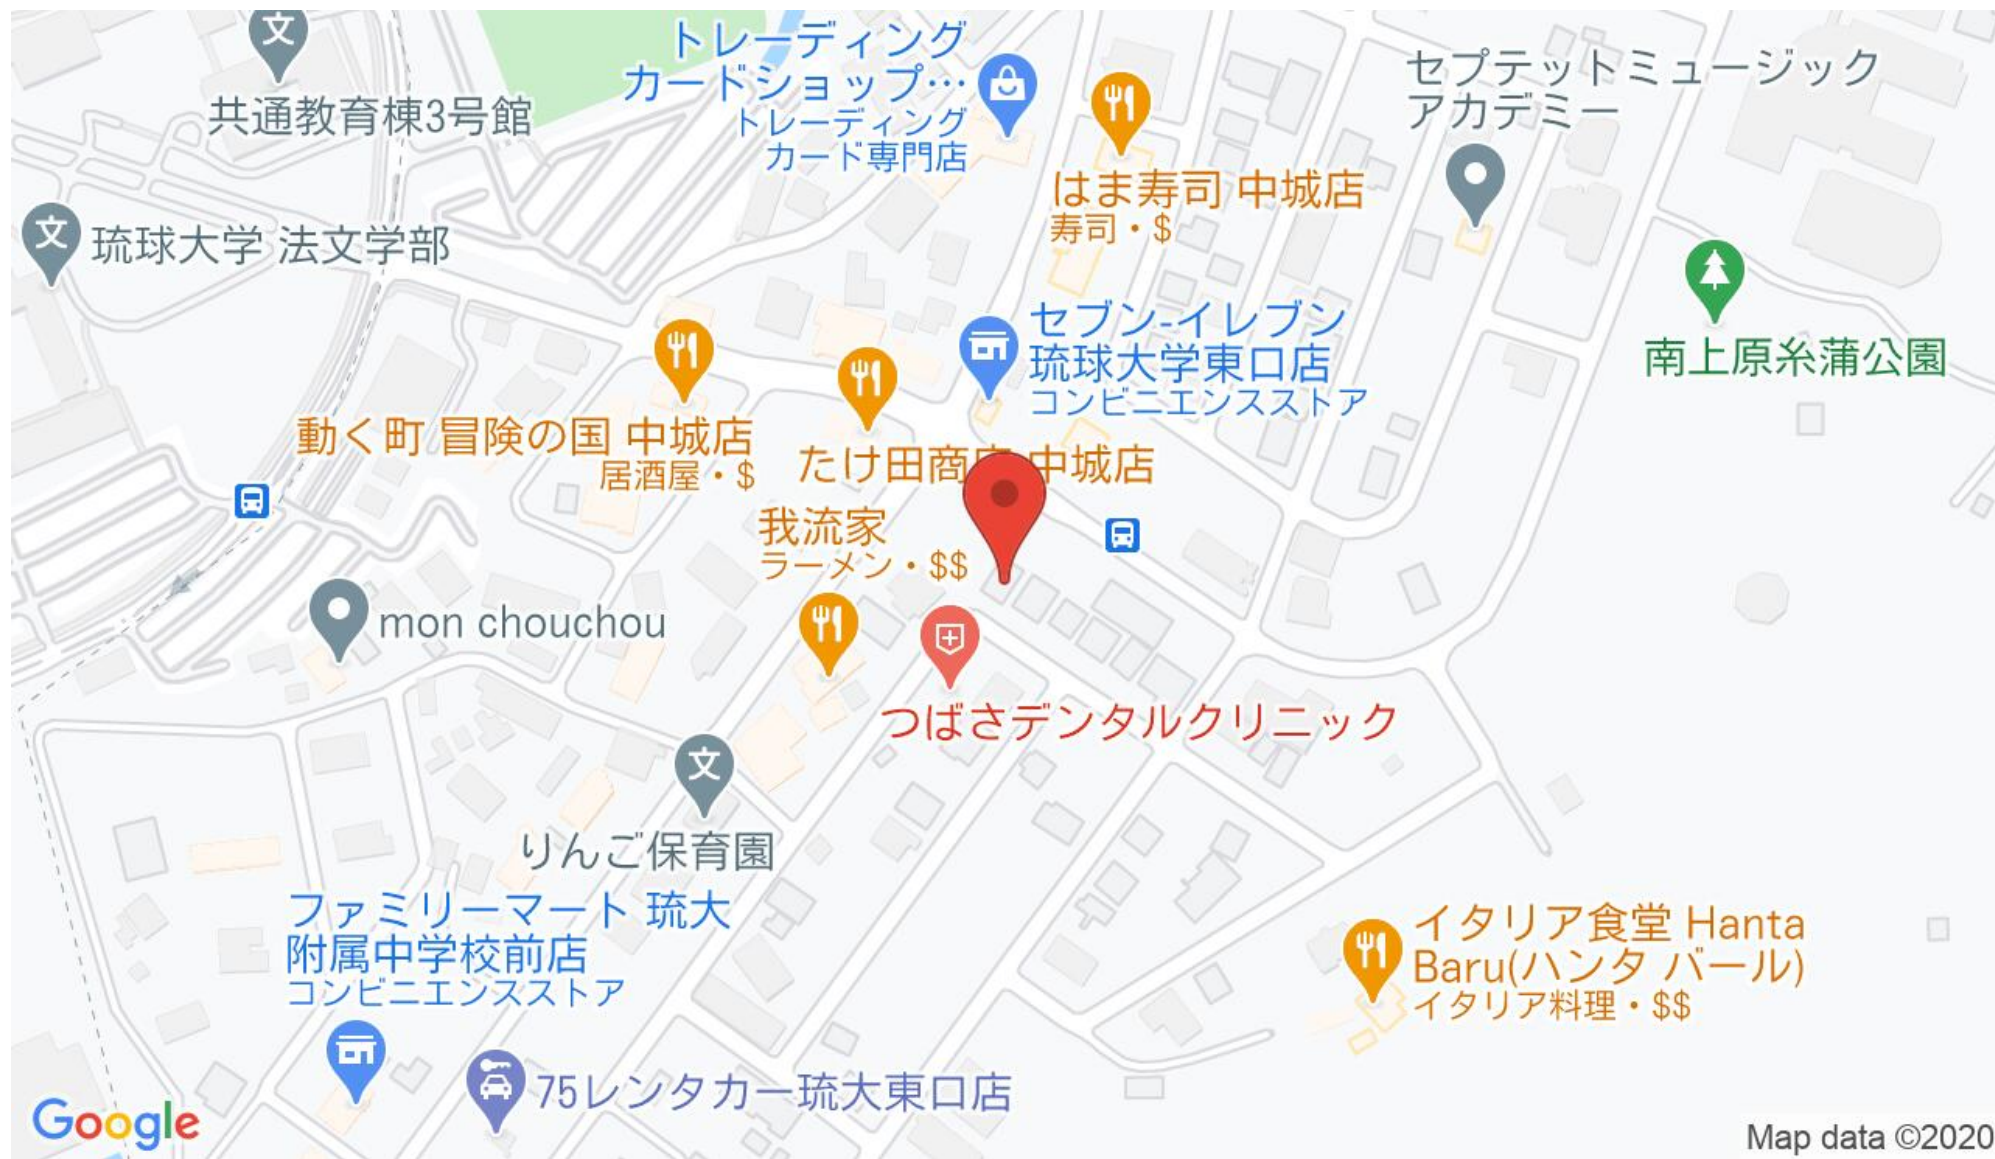 文
共通教育棟3号館
トレーディング
カードショップ…
トレーディング
カード専門店
セプテットミュージック
アカデミー
はま寿司 中城店
寿司・$
文
琉球大学 法文学部
セブン-イレブン
琉球大学東口店
コンビニエンスストア
南上原糸蒲公園
動く町 冒険の国 中城店
居酒屋・$
たけ田商 中城店
我流家
ラーメン・$$
mon chouchou
つばさデンタルクリニック
文
りんご保育園
ファミリーマート 琉大
附属中学校前店
コンビニエンスストア
イタリア食堂 Hanta
Baru(ハンタ バール)
イタリア料理・$$
75レンタカー琉大東口店
Google
Map data ©2020